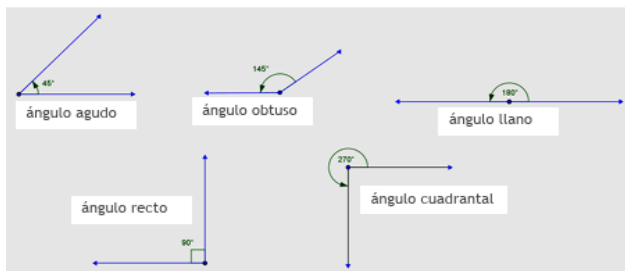 45°
ángulo agudo
145°
ángulo obtuso
180°
ángulo llano
90°
ángulo recto
270°
ángulo cuadrantal